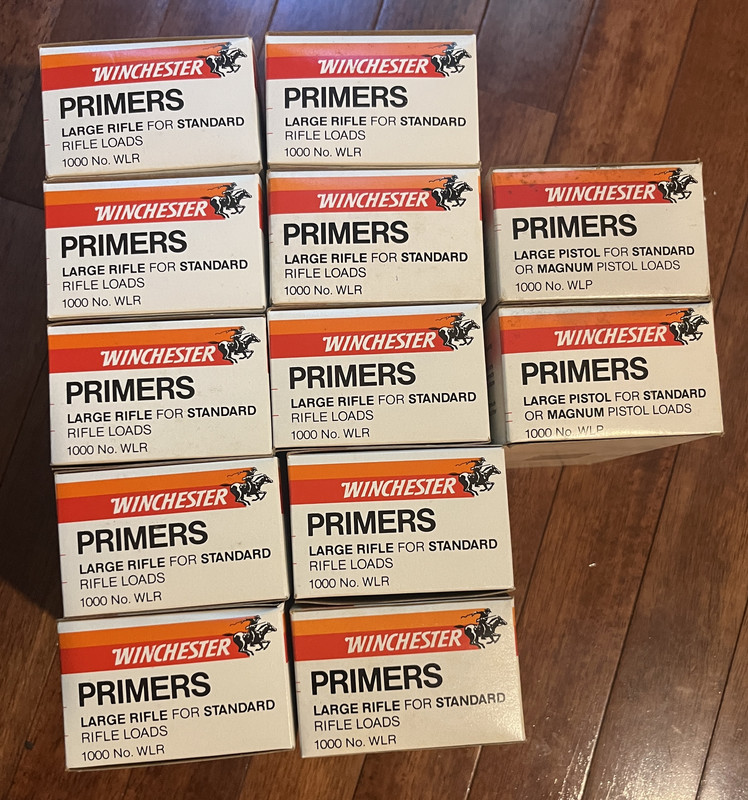 WINCHESTER
PRIMERS
LARGE RIFLE FOR STANDARD
RIFLE LOADS
1000 No. WLR
WINCHESTER
PRIMERS
LARGE RIFLE FOR STANDARD
RIFLE LOADS
1000 No. WLR
WINCHESTER
PRIMERS
LARGE RIFLE FOR STANDARD
RIFLE LOADS
1000 No. WLR
WINCHESTER
PRIMERS
LARGE RIFLE FOR STANDARD
RIFLE LOADS
1000 No. WLR
WINCHESTER
PRIMERS
LARGE PISTOL FOR STANDARD
OR MAGNUM PISTOL LOADS
1000 No. WLP
WINCHESTER
PRIMERS
LARGE RIFLE FOR STANDARD
RIFLE LOADS
1000 No. WLR
WINCHESTER
PRIMERS
LARGE RIFLE FOR STANDARD
RIFLE LOADS
1000 No. WLR
WINCHESTER
PRIMERS
LARGE PISTOL FOR STANDARD
OR MAGNUM PISTOL LOADS
1000 No. WLP
WINCHESTER
PRIMERS
LARGE RIFLE FOR STANDARD
RIFLE LOADS
1000 No. WLR
WINCHESTER
PRIMERS
LARGE RIFLE FOR STANDARD
RIFLE LOADS
1000 No. WLR
WINCHESTER
PRIMERS
LARGE RIFLE FOR STANDARD
RIFLE LOADS
1000 No. WLR
WINCHESTER
PRIMERS
LARGE RIFLE FOR STANDARD
RIFLE LOADS
1000 No. WLR